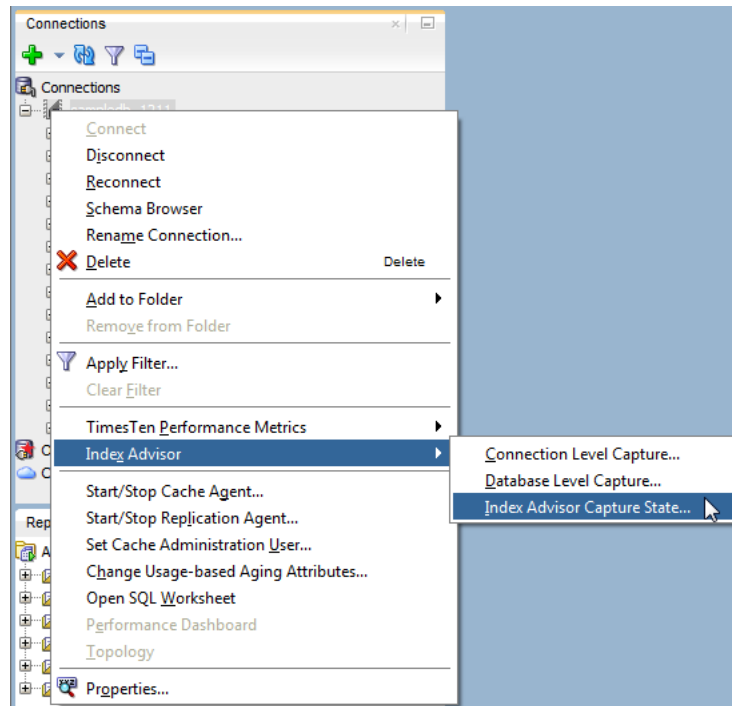 Connections
Connections
Connect
Disconnect
Reconnect
Schema Browser
Rename Connection...
Delete Delete
Add to Folder
Remove from Folder
Apply Filter...
Clear Filter
TimesTen Performance Metrics
Index Advisor
Connection Level Capture...
Database Level Capture...
Index Advisor Capture State...
Start/Stop Cache Agent...
Start/Stop Replication Agent...
Set Cache Administration User...
Change Usage-based Aging Attributes...
Open SQL Worksheet
Performance Dashboard
Topology
Properties...
C
C
Rep
A